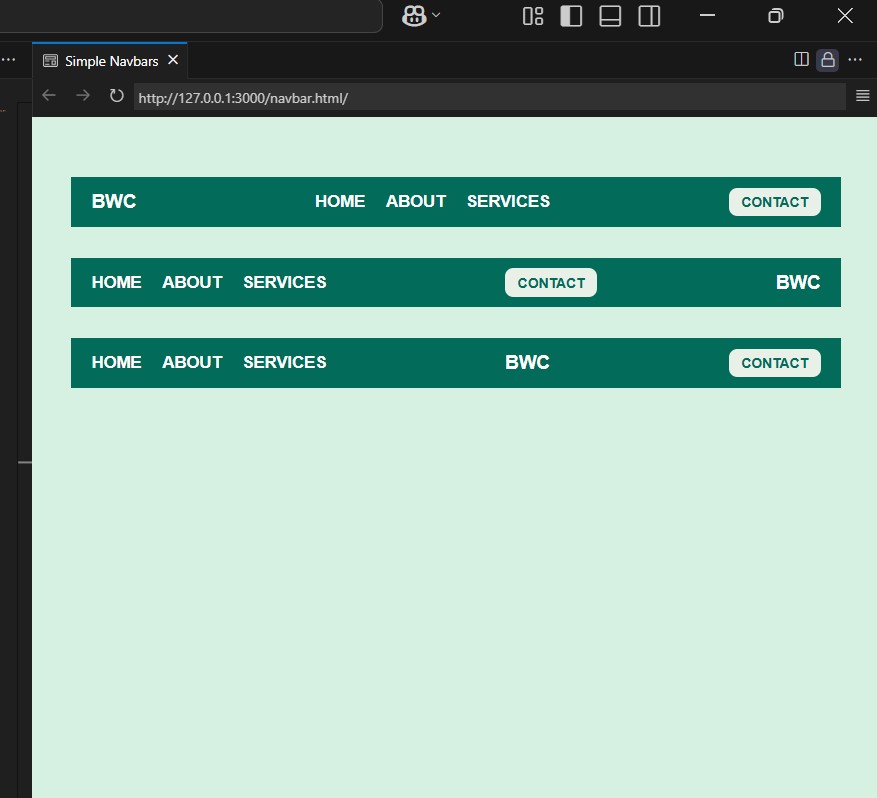 Simple Navbars
http://127.0.0.1:3000/navbar.html/
BWC HOME ABOUT SERVICES CONTACT
HOME ABOUT SERVICES CONTACT BWC
HOME ABOUT SERVICES BWC CONTACT